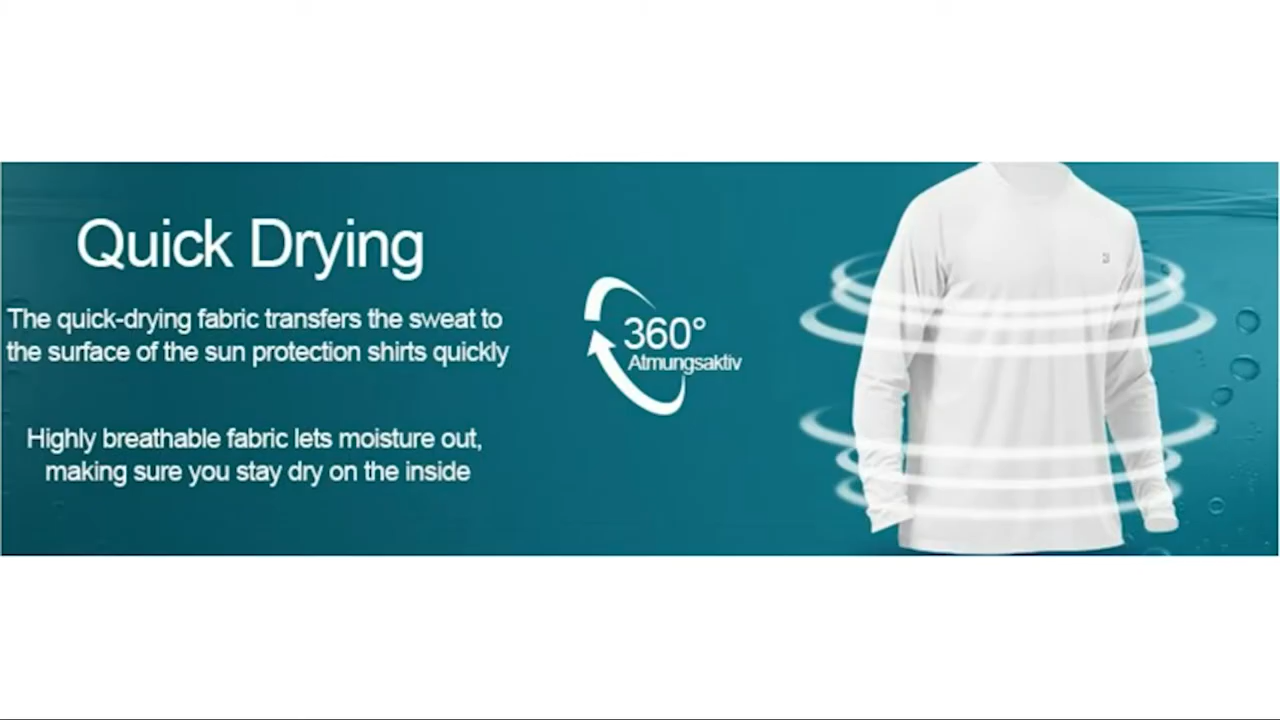 Quick Drying
The quick-drying fabric transfers the sweat to
the surface of the sun protection shirts quickly
Highly breathable fabric lets moisture out,
making sure you stay dry on the inside
360°
Atmungsaktiv